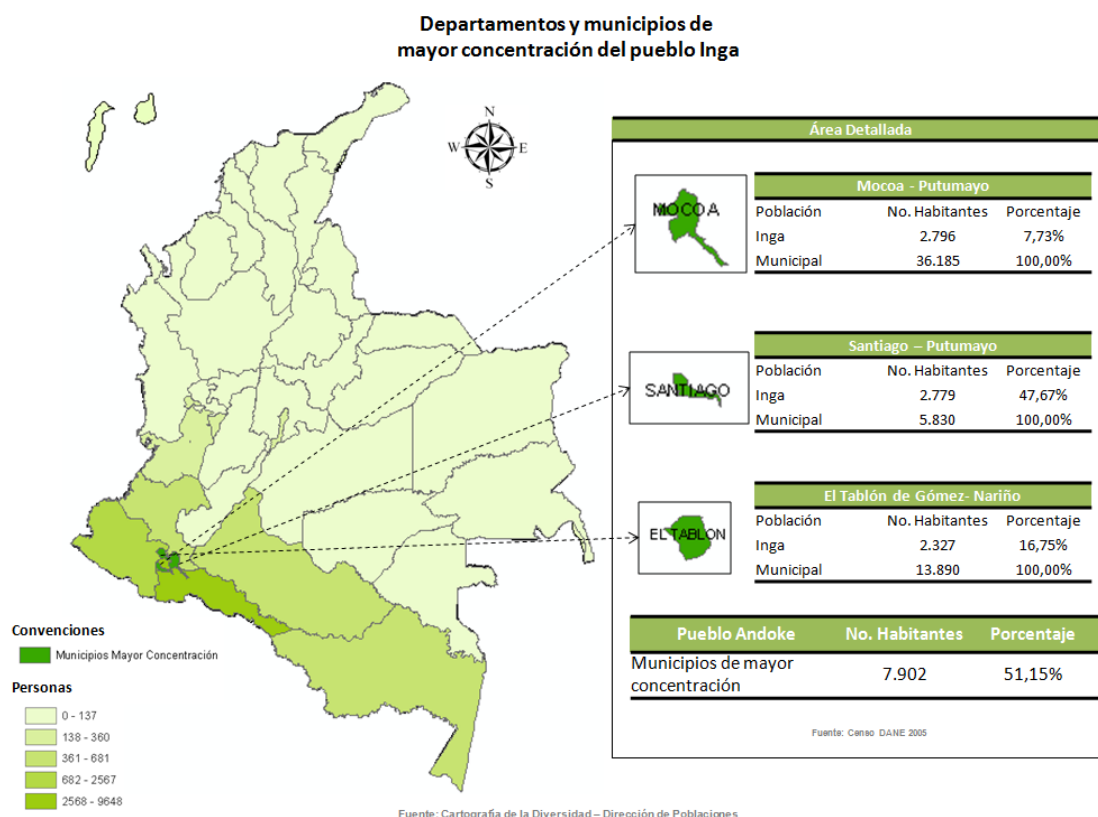 Departamentos y municipios de
mayor concentración del pueblo Inga
N
W E
S
Área Detallada
MOCOA
Mocoa - Putumayo
Población No. Habitantes Porcentaje
Inga 2.796 7,73%
Municipal 36.185 100,00%
SANTIAGO
Santiago – Putumayo
Población No. Habitantes Porcentaje
Inga 2.779 47,67%
Municipal 5.830 100,00%
EL TABLON
El Tablón de Gómez- Nariño
Población No. Habitantes Porcentaje
Inga 2.327 16,75%
Municipal 13.890 100,00%
Pueblo Andoke No. Habitantes Porcentaje
Municipios de mayor
concentración 7.902 51,15%
Fuente: Censo DANE 2005
Convenciones
Municipios Mayor Concentración
Personas
0 - 137
138 - 360
361 - 681
682 - 2567
2568 - 9648
Fuente: Cartografía de la Diversidad – Dirección de Poblaciones